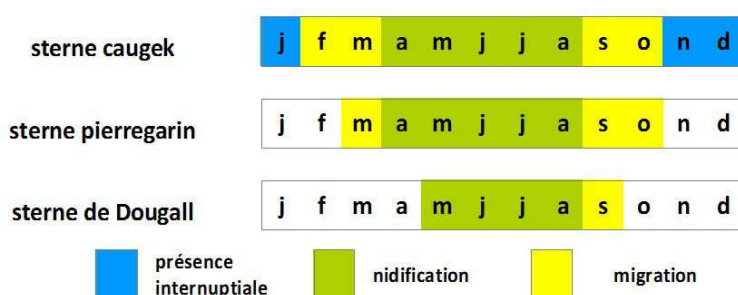 sterne caugek j f m a m j j a s o n d
sterne pierregarin j f m a m j j a s o n d
sterne de Dougall j f m a m j j a s o n d
présence
internuptiale nidification migration